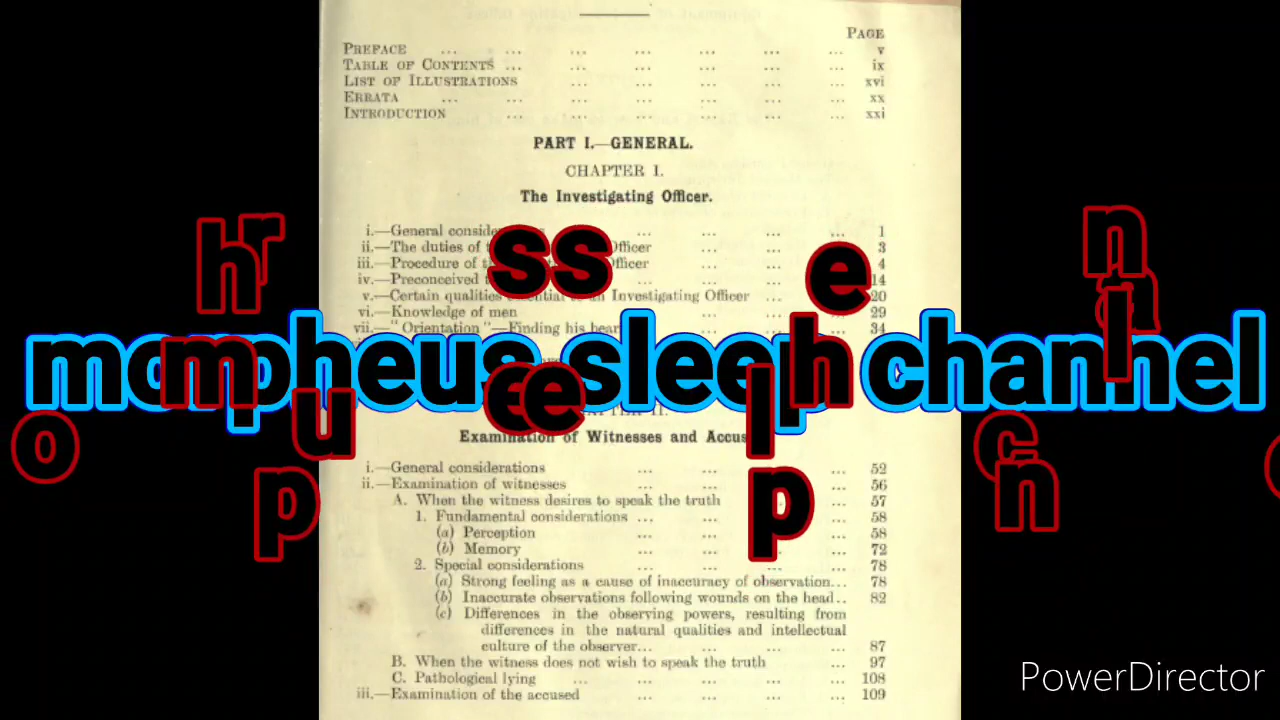 PAGE
PREFACE ... ... ... ... ... ... ... v
TABLE OF CONTENTS ... ... ... ... ... ... ix
LIST OF ILLUSTRATIONS ... ... ... ... ... xvi
ERRATA ... ... ... ... ... ... ... xx
INTRODUCTION ... ... ... ... ... ... xxi
PART I.—GENERAL.
CHAPTER I.
The Investigating Officer.
i.—General ... ... ... ... 1
ii.—The duties of Officer ... ... ... 3
iii.—Procedure of Officer ... ... ... 4
iv.—Preconceived ... ... ... 14
v.—Certain qualities an Investigating Officer ... 20
vi.—Knowledge of men ... ... ... ... 29
vii.—"Orientation"—Finding his 34
morpheus sleep channel
II.
Examination of Witnesses and
i.—General considerations ... ... ... ... 52
ii.—Examination of witnesses ... ... ... ... 56
A. When the witness desires to speak the truth ... 57
1. Fundamental considerations ... ... ... ... 58
(a) Perception ... ... ... ... 58
(b) Memory ... ... ... ... 72
2. Special considerations ... ... ... ... 78
(a) Strong feeling as a cause of inaccuracy of observation... 78
(b) Inaccurate observations following wounds on the head.. 82
(c) Differences in the observing powers, resulting from
differences in the natural qualities and intellectual
culture of the observer... ... ... ... 87
B. When the witness does not wish to speak the truth ... 97
C. Pathological lying ... ... ... ... ... 108
iii.—Examination of the accused ... ... ... ... 109
PowerDirector